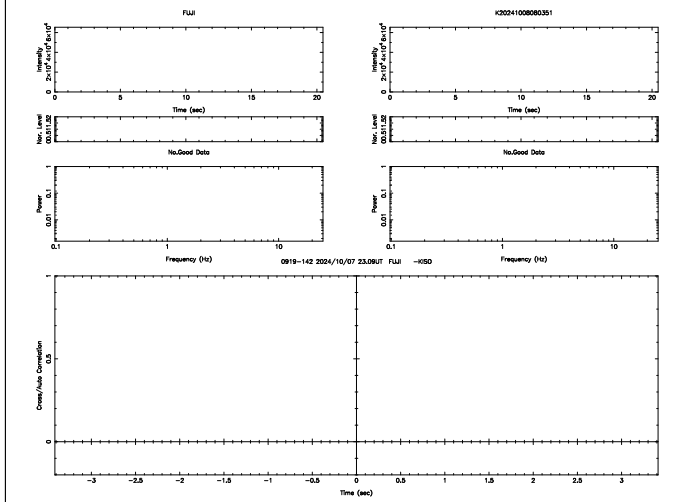 FUJI K20241008080351
Intensity 2×10⁴ 4×10⁴ 6×10⁴ Intensity 2×10⁴ 4×10⁴ 6×10⁴
0 5 10 15 20 0 5 10 15 20
Time (sec) Time (sec)
Nor. Level 00.511.52 Nor. Level 00.511.52
No.Good Data No.Good Data
Power 0.01 0.1 1 Power 0.01 0.1 1
0.1 1 10 0.1 1 10
Frequency (Hz) Frequency (Hz)
0919-142 2024/10/07 23.09UT FUJI -KISO
Cross/Auto Correlation 0 0.5 1
-3 -2.5 -2 -1.5 -1 -0.5 0 0.5 1 1.5 2 2.5 3
Time (sec)